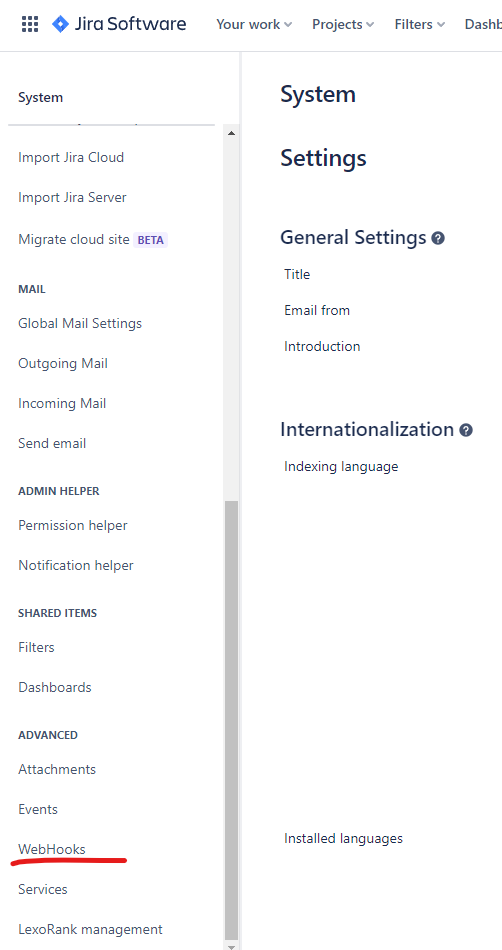 Jira Software Your work Projects Filters Dashb
System
Import Jira Cloud
Import Jira Server
Migrate cloud site BETA
MAIL
Global Mail Settings
Outgoing Mail
Incoming Mail
Send email
ADMIN HELPER
Permission helper
Notification helper
SHARED ITEMS
Filters
Dashboards
ADVANCED
Attachments
Events
WebHooks
Services
LexoRank management
System
Settings
General Settings ?
Title
Email from
Introduction
Internationalization ?
Indexing language
Installed languages